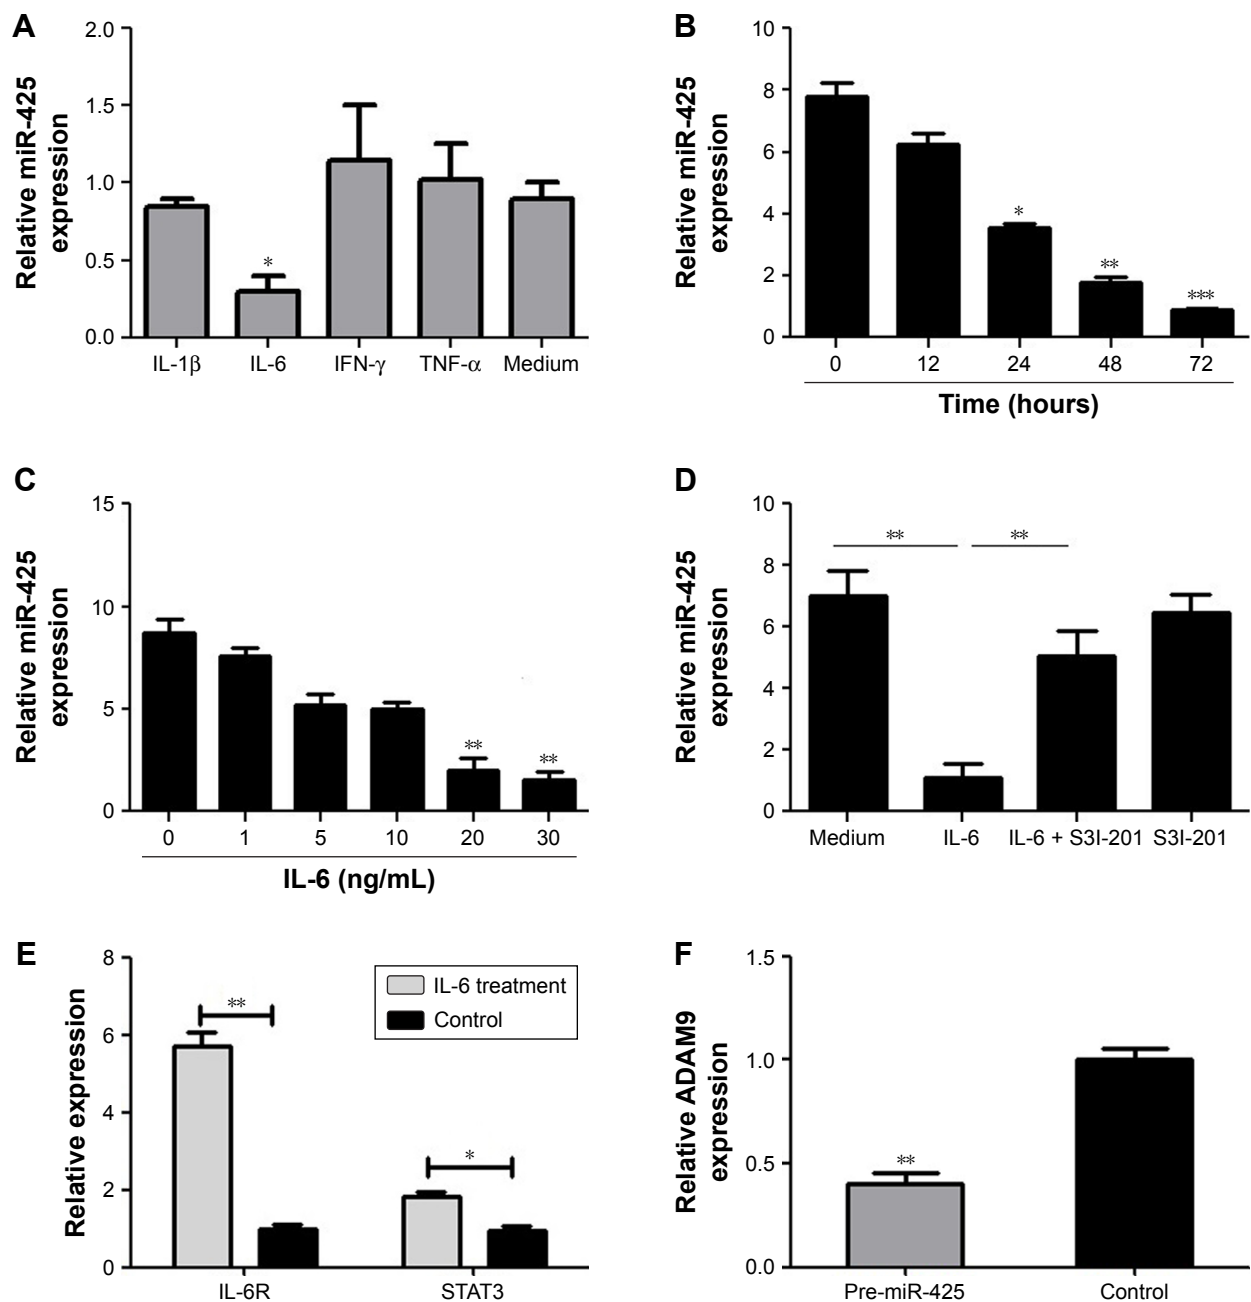 A
Relative miR-425
expression
2.0
1.5
1.0
0.5
0.0
*
IL-1β IL-6 IFN-γ TNF-α Medium
B
Relative miR-425
expression
10
8
6
4
2
0
*
**
***
0 12 24 48 72
Time (hours)
C
Relative miR-425
expression
15
10
5
0
**
**
0 1 5 10 20 30
IL-6 (ng/mL)
D
Relative miR-425
expression
10
8
6
4
2
0
** **
Medium IL-6 IL-6 + S3I-201 S3I-201
E
Relative expression
8
6
4
2
0
**
*
IL-6 treatment
Control
IL-6R STAT3
F
Relative ADAM9
expression
1.5
1.0
0.5
0.0
**
Pre-miR-425 Control